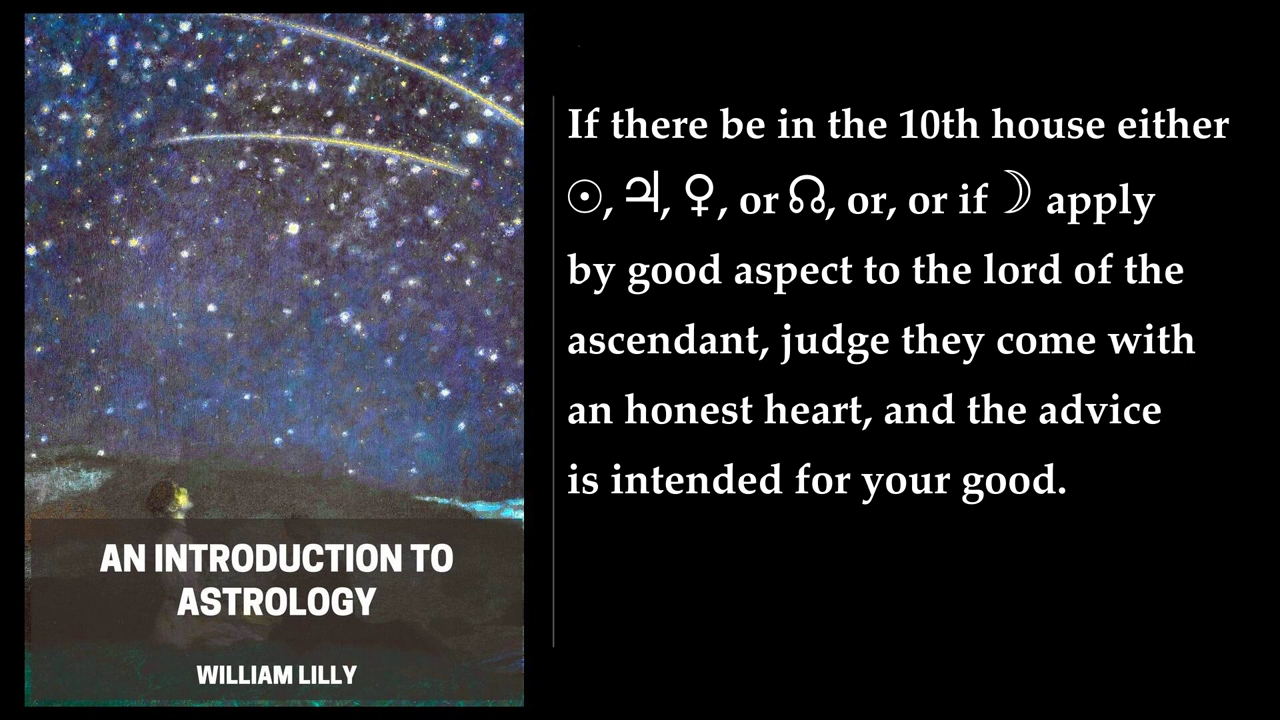 If there be in the 10th house either
☉, ♃, ♀, or ☊, or, or if ☽ apply
by good aspect to the lord of the
ascendant, judge they come with
an honest heart, and the advice
is intended for your good.
AN INTRODUCTION TO
ASTROLOGY
WILLIAM LILLY